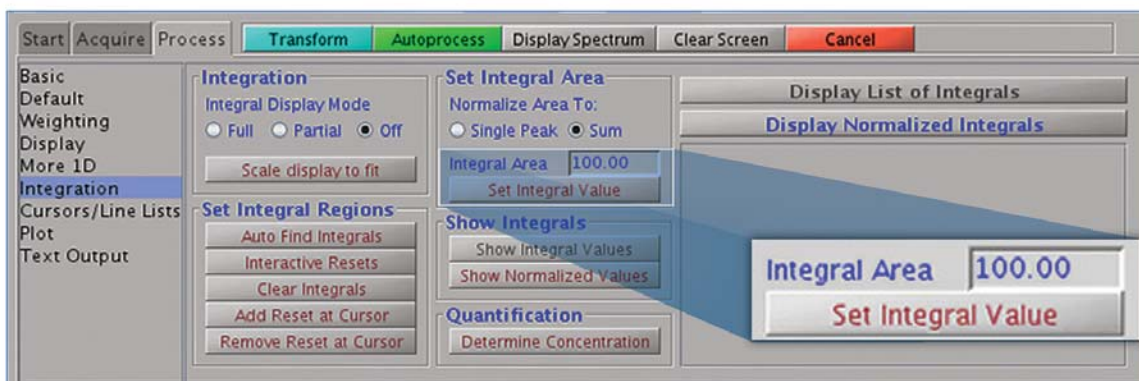 Start Acquire Process Transform Autoprocess Display Spectrum Clear Screen Cancel
Basic
Default
Weighting
Display
More 1D
Integration
Cursors/Line Lists
Plot
Text Output
Integration
Integral Display Mode
Full Partial Off
Scale display to fit
Set Integral Regions
Auto Find Integrals
Interactive Resets
Clear Integrals
Add Reset at Cursor
Remove Reset at Cursor
Set Integral Area
Normalize Area To:
Single Peak Sum
Integral Area 100.00
Set Integral Value
Show Integrals
Show Integral Values
Show Normalized Values
Quantification
Determine Concentration
Display List of Integrals
Display Normalized Integrals
Integral Area 100.00
Set Integral Value